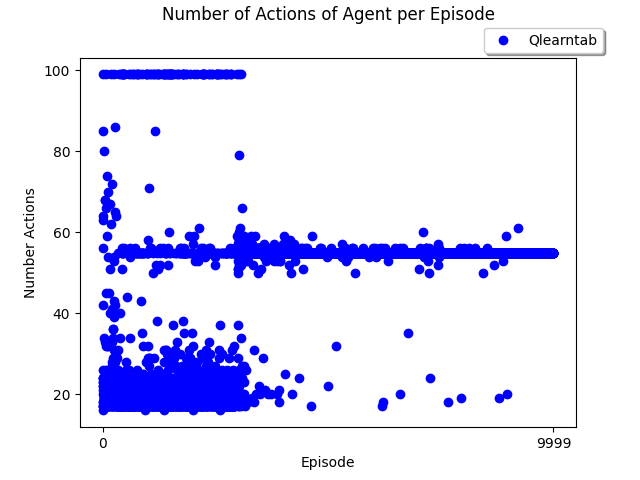 Number of Actions of Agent per Episode
Qlearntab
100
80
60
40
20
Number Actions
0
9999
Episode